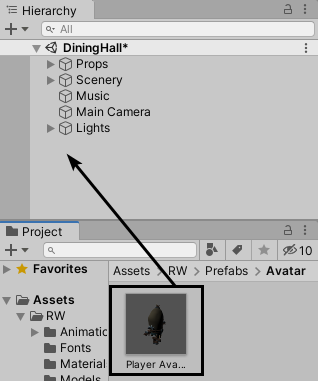 Hierarchy
All
DiningHall*
Props
Scenery
Music
Main Camera
Lights
Project
10
Favorites
Assets > RW > Prefabs > Avatar
Assets
RW
Animatic
Fonts
Material
Models
Player Ava...